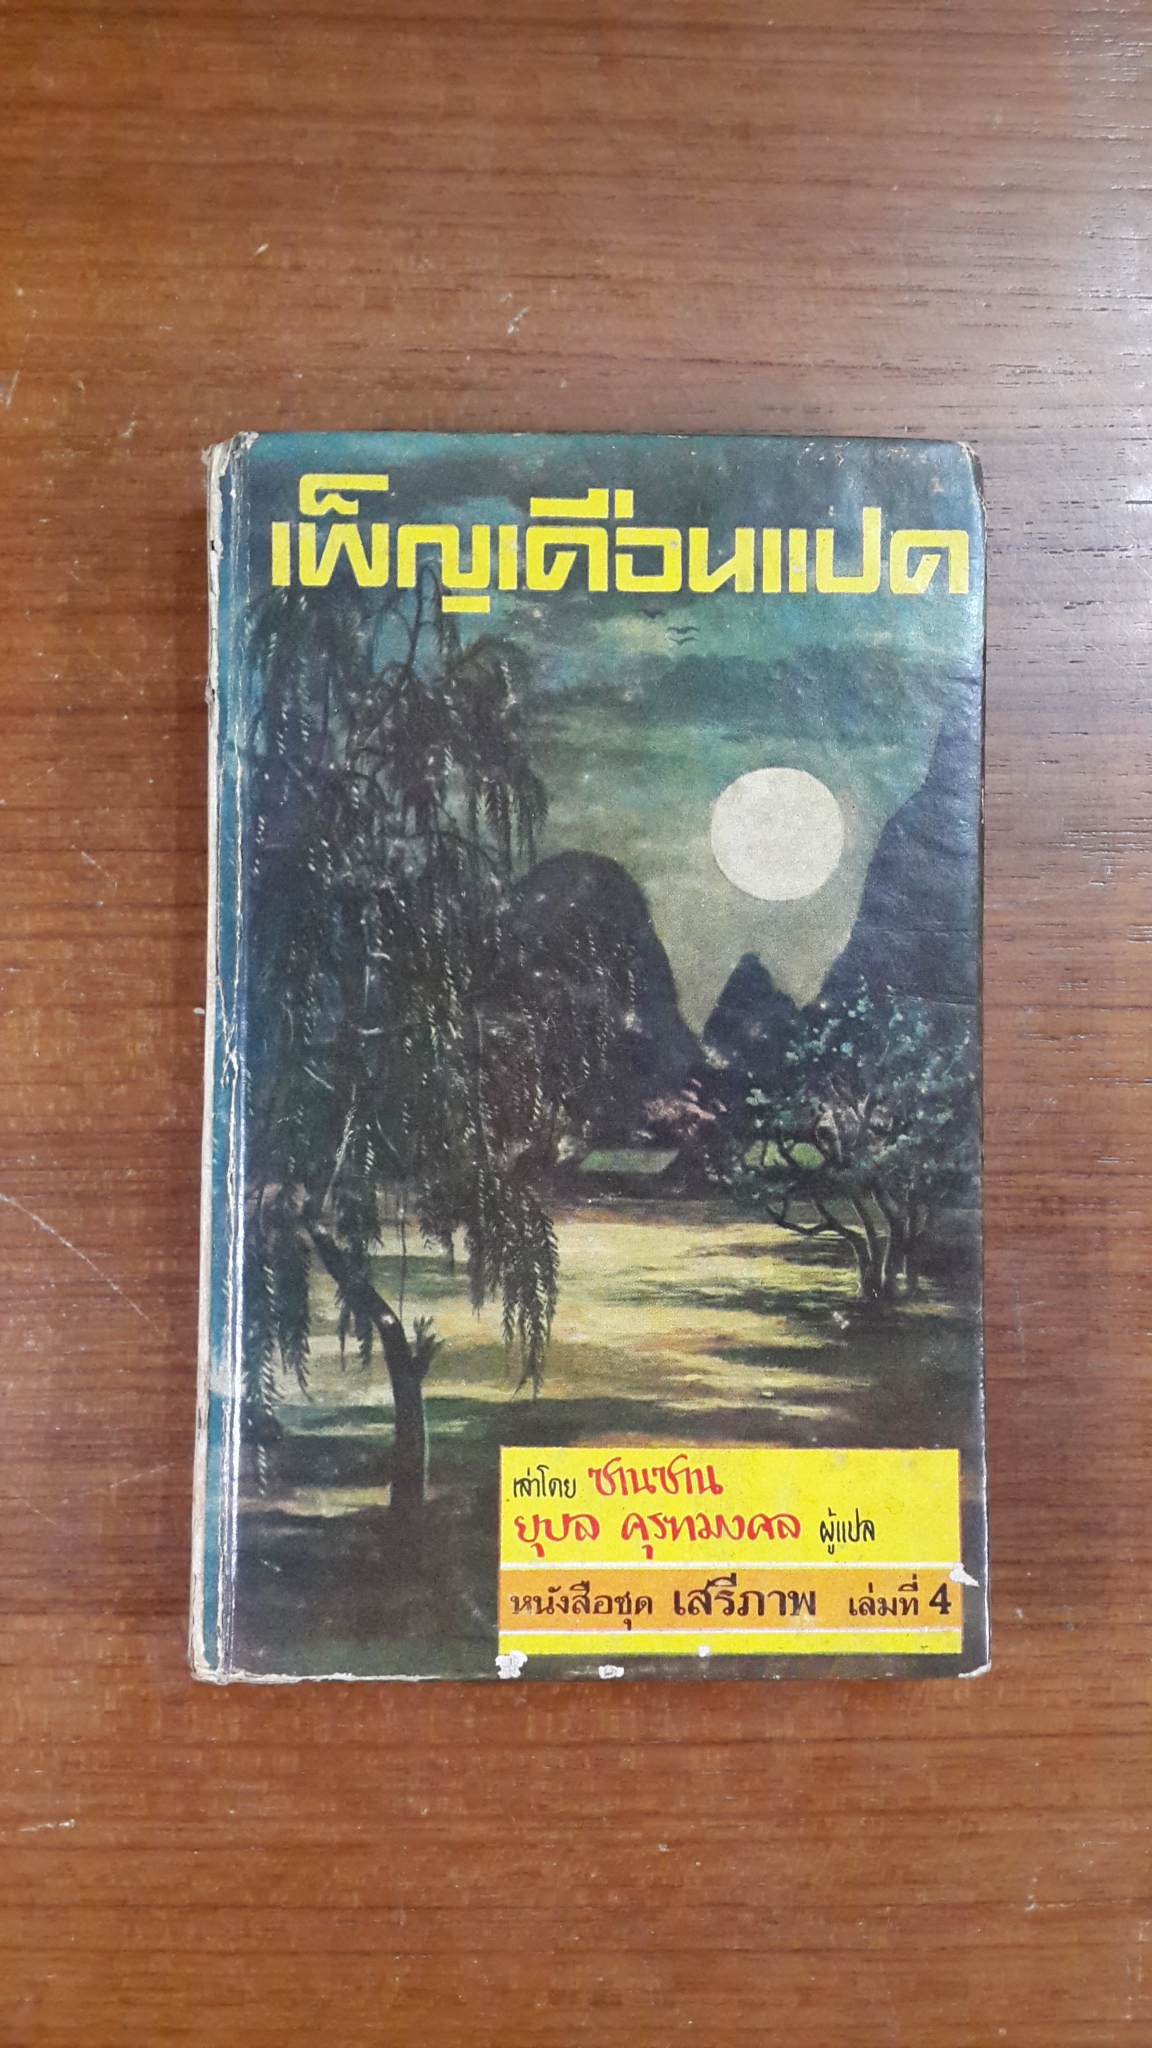 เพ็ญเดือนแปด
เล่าโดย ซานซาน
ยุบล คุรุฑมงคล ผู้แปล
หนังสือชุด เสรีภาพ เล่มที่ 4